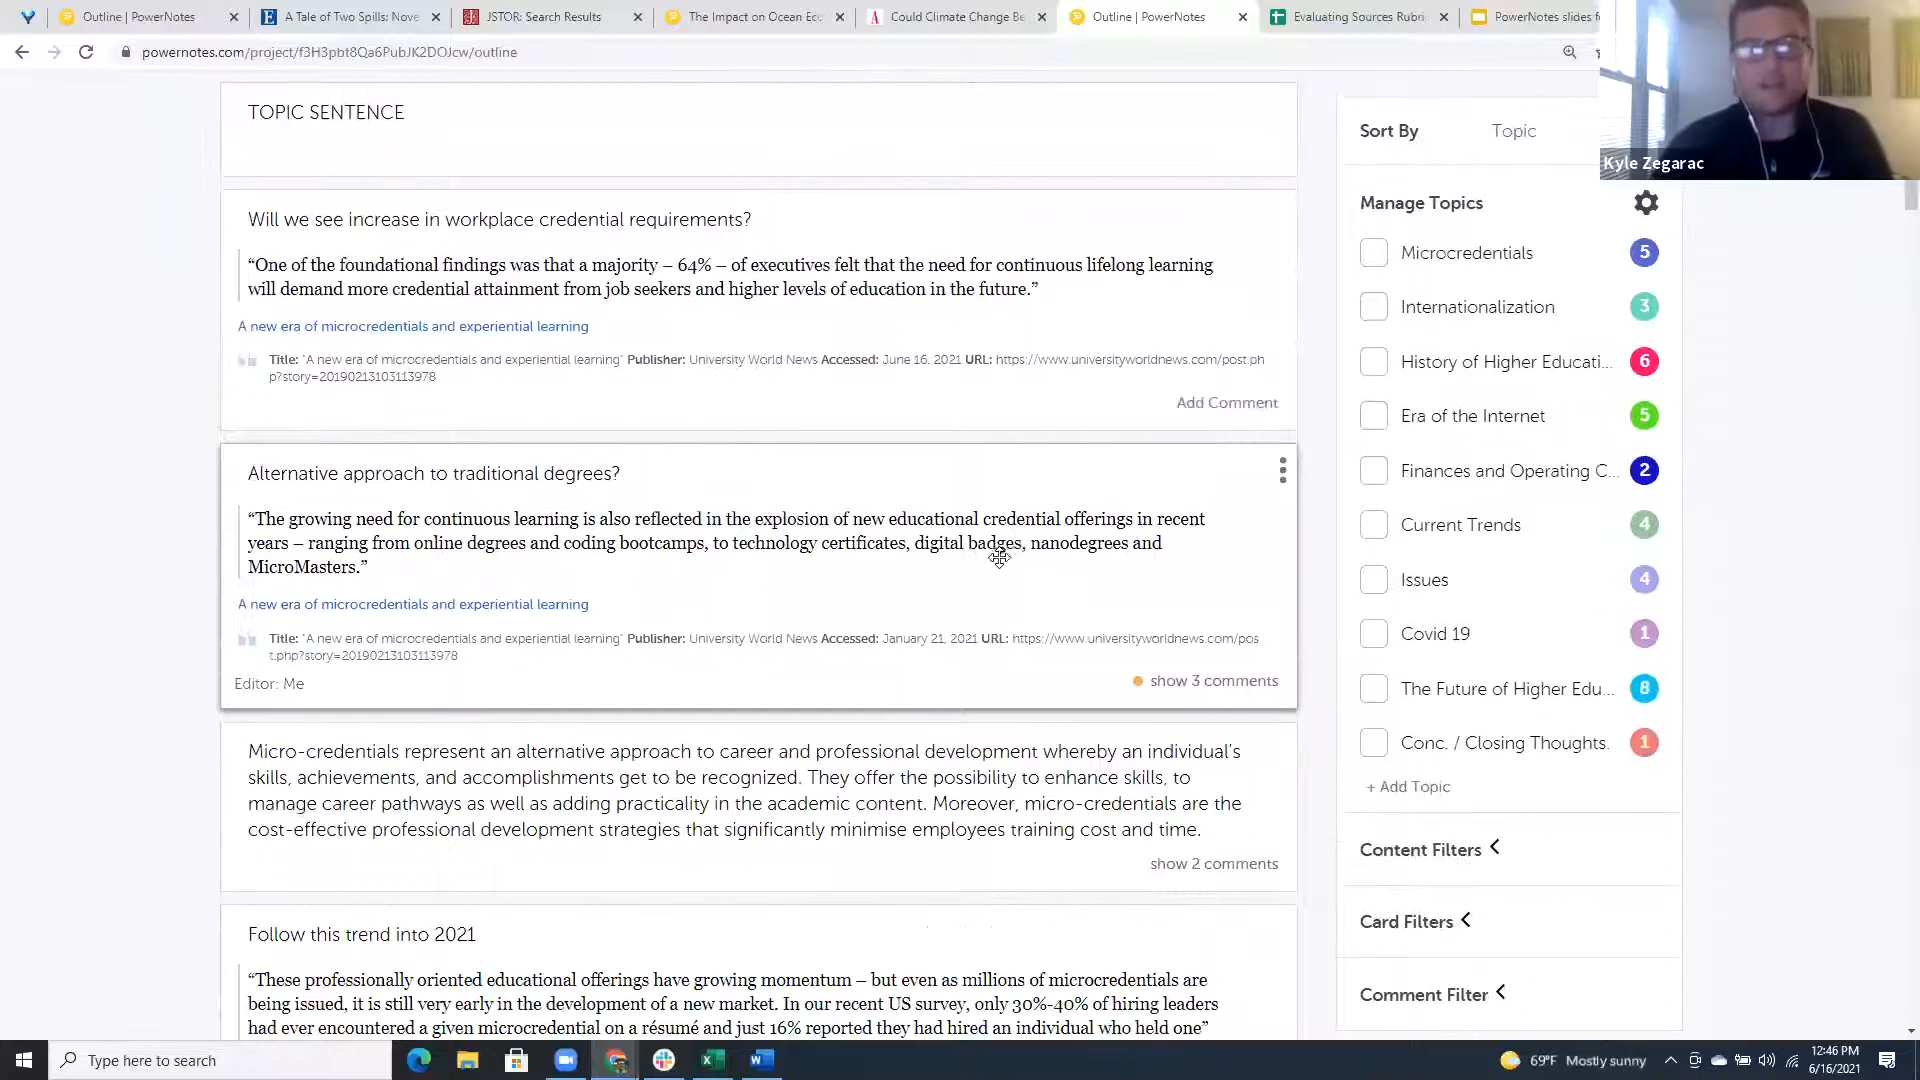 Outline | PowerNotes
A Tale of Two Spills: Nove
JSTOR: Search Results
The Impact on Ocean Eco
Could Climate Change Be
Outline | PowerNotes
Evaluating Sources Rubri
PowerNotes slides f
powernotes.com/project/f3H3pbt8Qa6PubJK2DOJcw/outline
Kyle Zegarac
TOPIC SENTENCE
Will we see increase in workplace credential requirements?
“One of the foundational findings was that a majority – 64% – of executives felt that the need for continuous lifelong learning
will demand more credential attainment from job seekers and higher levels of education in the future.”
A new era of microcredentials and experiential learning
Title: "A new era of microcredentials and experiential learning" Publisher: University World News Accessed: June 16, 2021 URL: https://www.universityworldnews.com/post.ph
p?story=20190213103113978
Add Comment
Alternative approach to traditional degrees?
“The growing need for continuous learning is also reflected in the explosion of new educational credential offerings in recent
years – ranging from online degrees and coding bootcamps, to technology certificates, digital badges, nanodegrees and
MicroMasters.”
A new era of microcredentials and experiential learning
Title: "A new era of microcredentials and experiential learning" Publisher: University World News Accessed: January 21, 2021 URL: https://www.universityworldnews.com/pos
t.php?story=20190213103113978
Editor: Me
show 3 comments
Micro-credentials represent an alternative approach to career and professional development whereby an individual's
skills, achievements, and accomplishments get to be recognized. They offer the possibility to enhance skills, to
manage career pathways as well as adding practicality in the academic content. Moreover, micro-credentials are the
cost-effective professional development strategies that significantly minimise employees training cost and time.
show 2 comments
Follow this trend into 2021
“These professionally oriented educational offerings have growing momentum – but even as millions of microcredentials are
being issued, it is still very early in the development of a new market. In our recent US survey, only 30%-40% of hiring leaders
had ever encountered a given microcredential on a résumé and just 16% reported they had hired an individual who held one”
Sort By Topic
Manage Topics
Microcredentials 5
Internationalization 3
History of Higher Educati... 6
Era of the Internet 5
Finances and Operating C... 2
Current Trends 4
Issues 4
Covid 19 1
The Future of Higher Edu... 8
Conc. / Closing Thoughts. 1
+ Add Topic
Content Filters
Card Filters
Comment Filter
Type here to search
69°F Mostly sunny
12:46 PM
6/16/2021